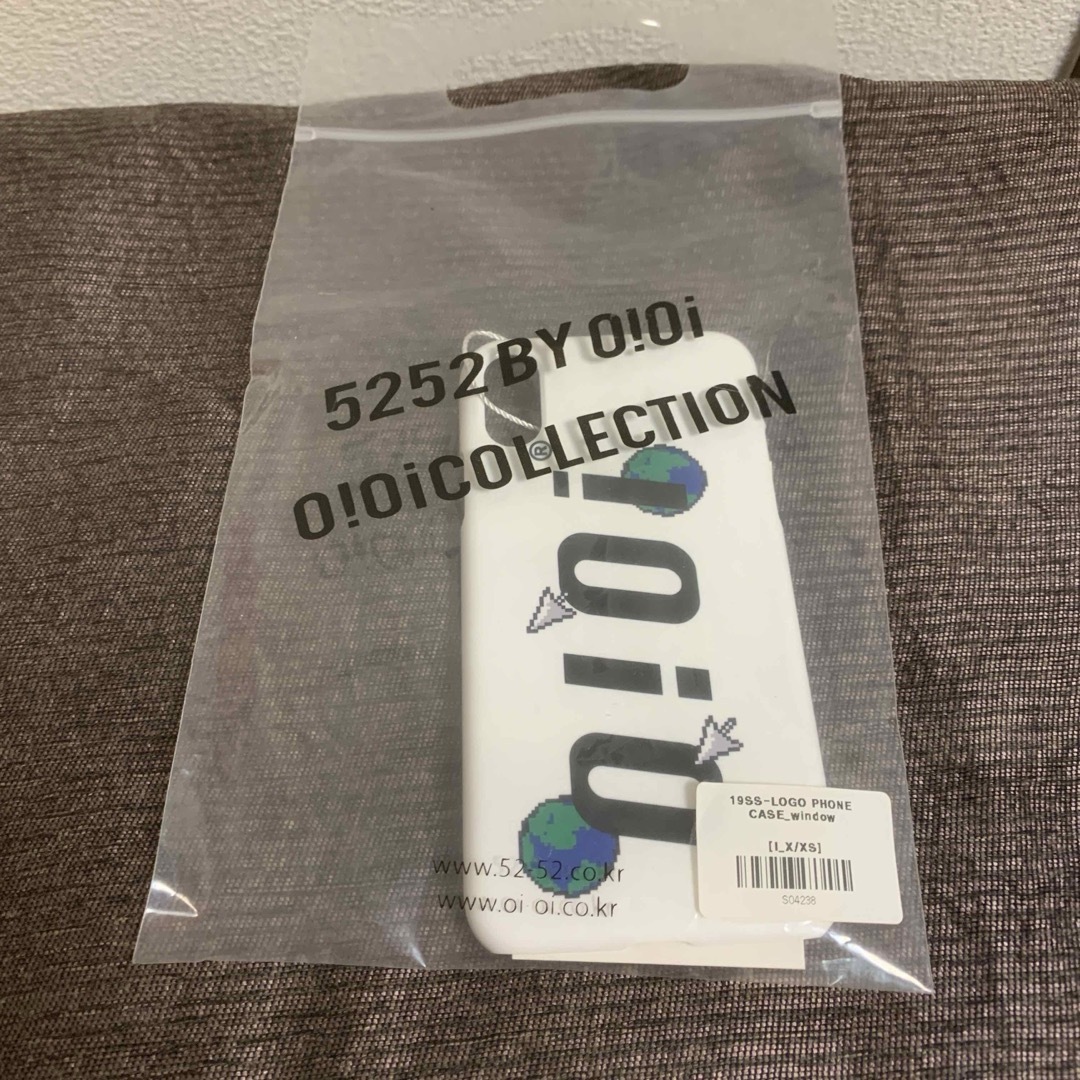 5252 BY O!Oi
O!OiCOLLECTION
®
O!Oi
19SS-LOGO PHONE
CASE_window
[I_X/XS]
S04238
www.52-52.co.kr
www.oi-oi.co.kr